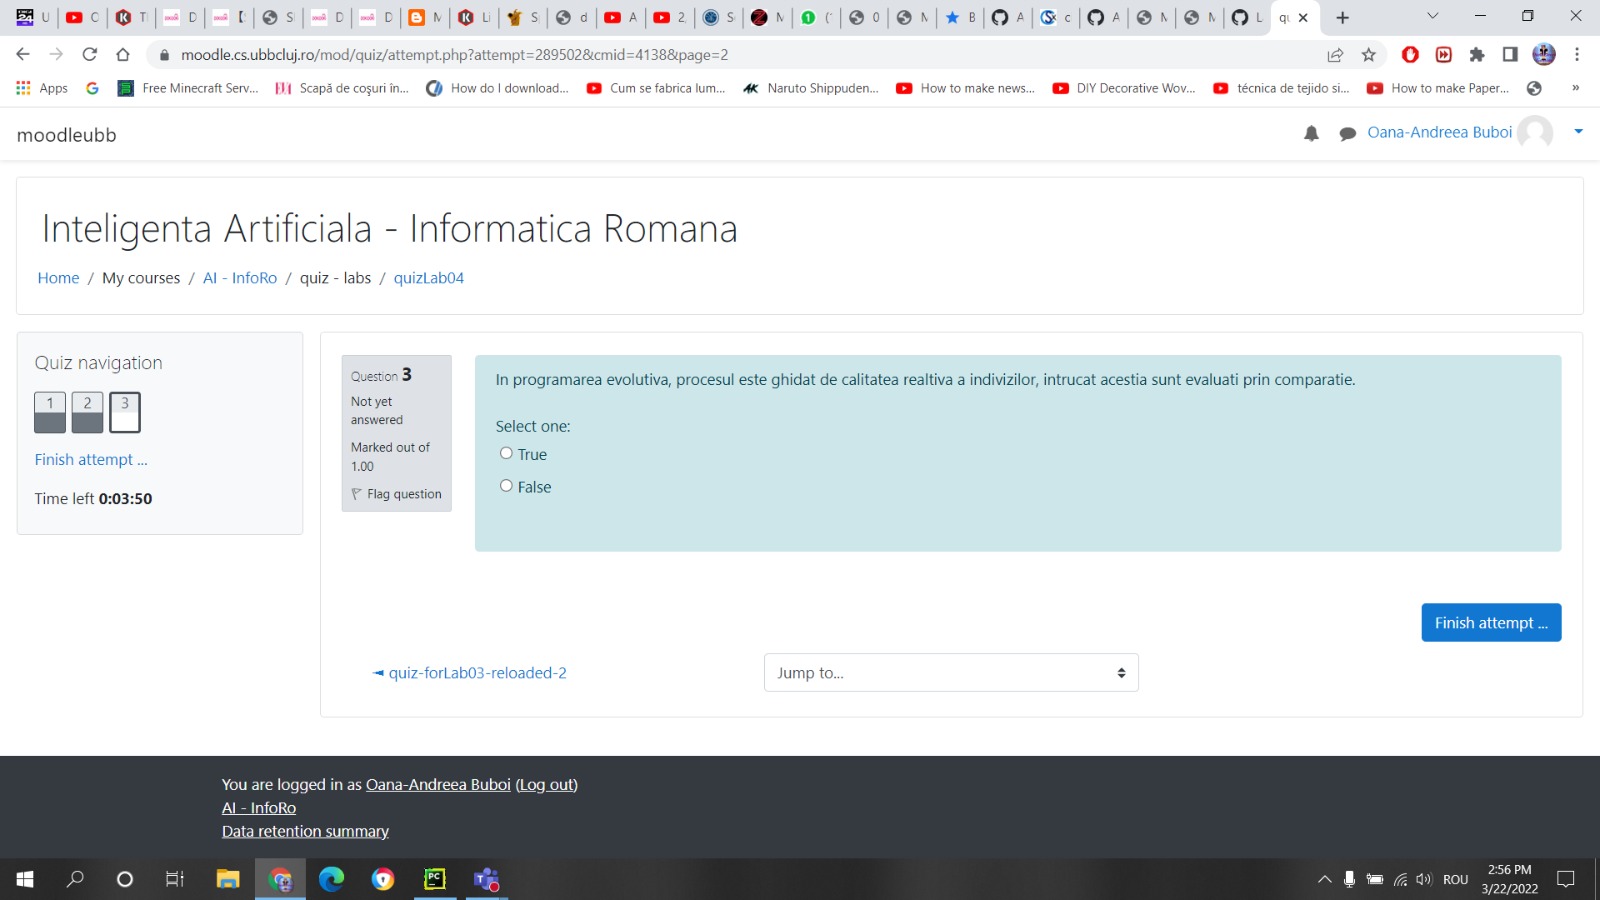 moodle.cs.ubbcluj.ro/mod/quiz/attempt.php?attempt=289502&cmid=4138&page=2
Apps
Free Minecraft Serv...
Scapă de coșuri în...
How do I download...
Cum se fabrica lum...
Naruto Shippuden...
How to make news...
DIY Decorative Wov...
técnica de tejido si...
How to make Paper...
»
moodleubb
Oana-Andreea Buboi
Inteligenta Artificiala - Informatica Romana
Home / My courses / AI - InfoRo / quiz - labs / quizLab04
Quiz navigation
1 2 3
Finish attempt ...
Time left 0:03:50
Question 3
Not yet
answered
Marked out of
1.00
Flag question
In programarea evolutiva, procesul este ghidat de calitatea realtiva a indivizilor, intrucat acestia sunt evaluati prin comparatie.
Select one:
True
False
Finish attempt ...
◄ quiz-forLab03-reloaded-2
Jump to...
You are logged in as Oana-Andreea Buboi (Log out)
AI - InfoRo
Data retention summary
ROU
2:56 PM
3/22/2022